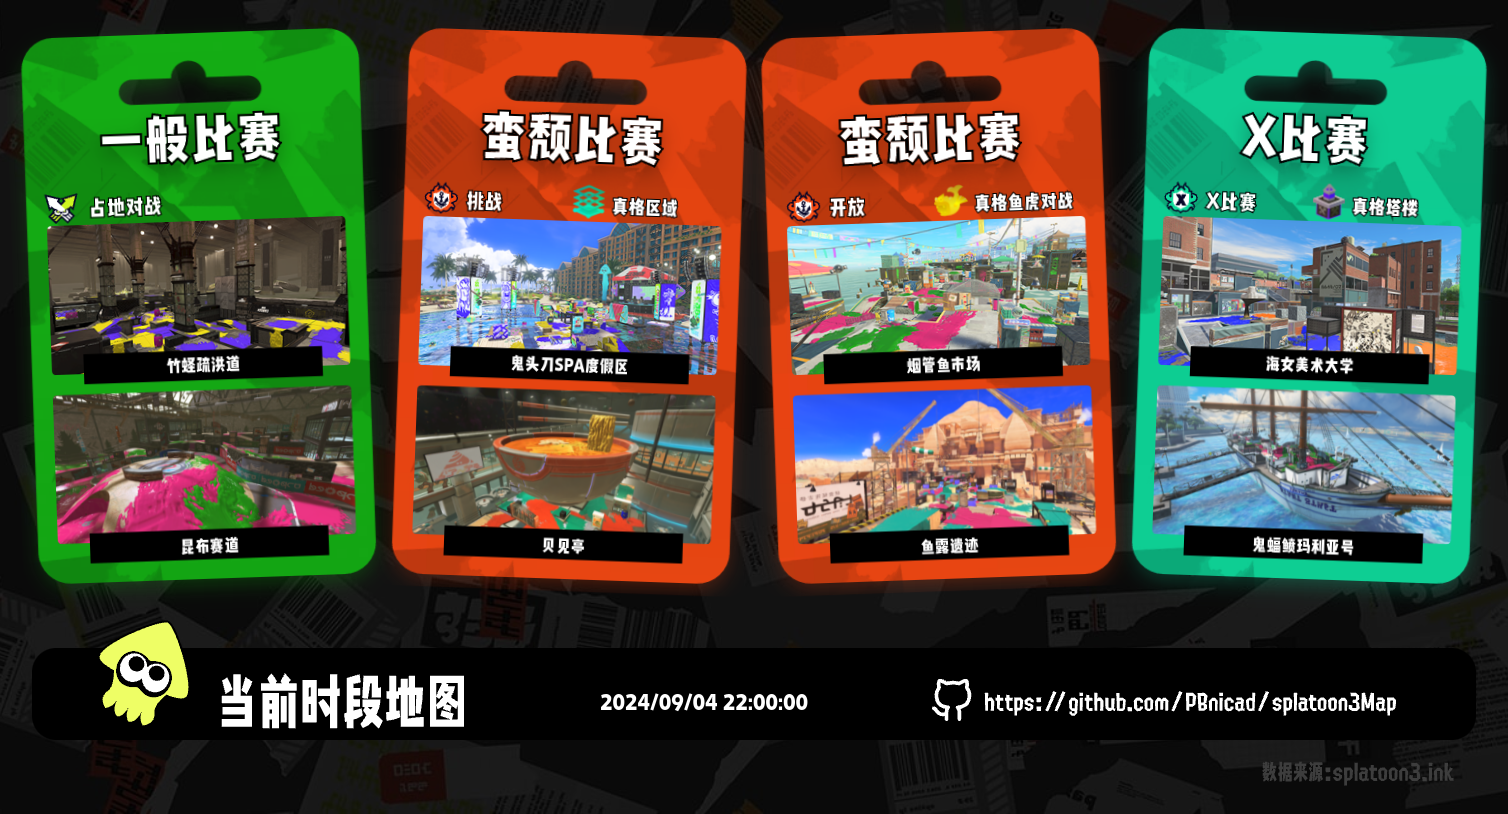 一般比赛
占地对战
竹蛏疏洪道
昆布赛道
蛮颓比赛
挑战
真格区域
鬼头刀SPA度假区
贝见亭
蛮颓比赛
开放
真格鱼虎对战
烟管鱼市场
鱼露遗迹
X比赛
X比赛
真格塔楼
海女美术大学
鬼蝠鲼玛利亚号
当前时段地图
2024/09/04 22:00:00
https://github.com/PBnicad/splatoon3Map
数据来源:splatoon3.ink